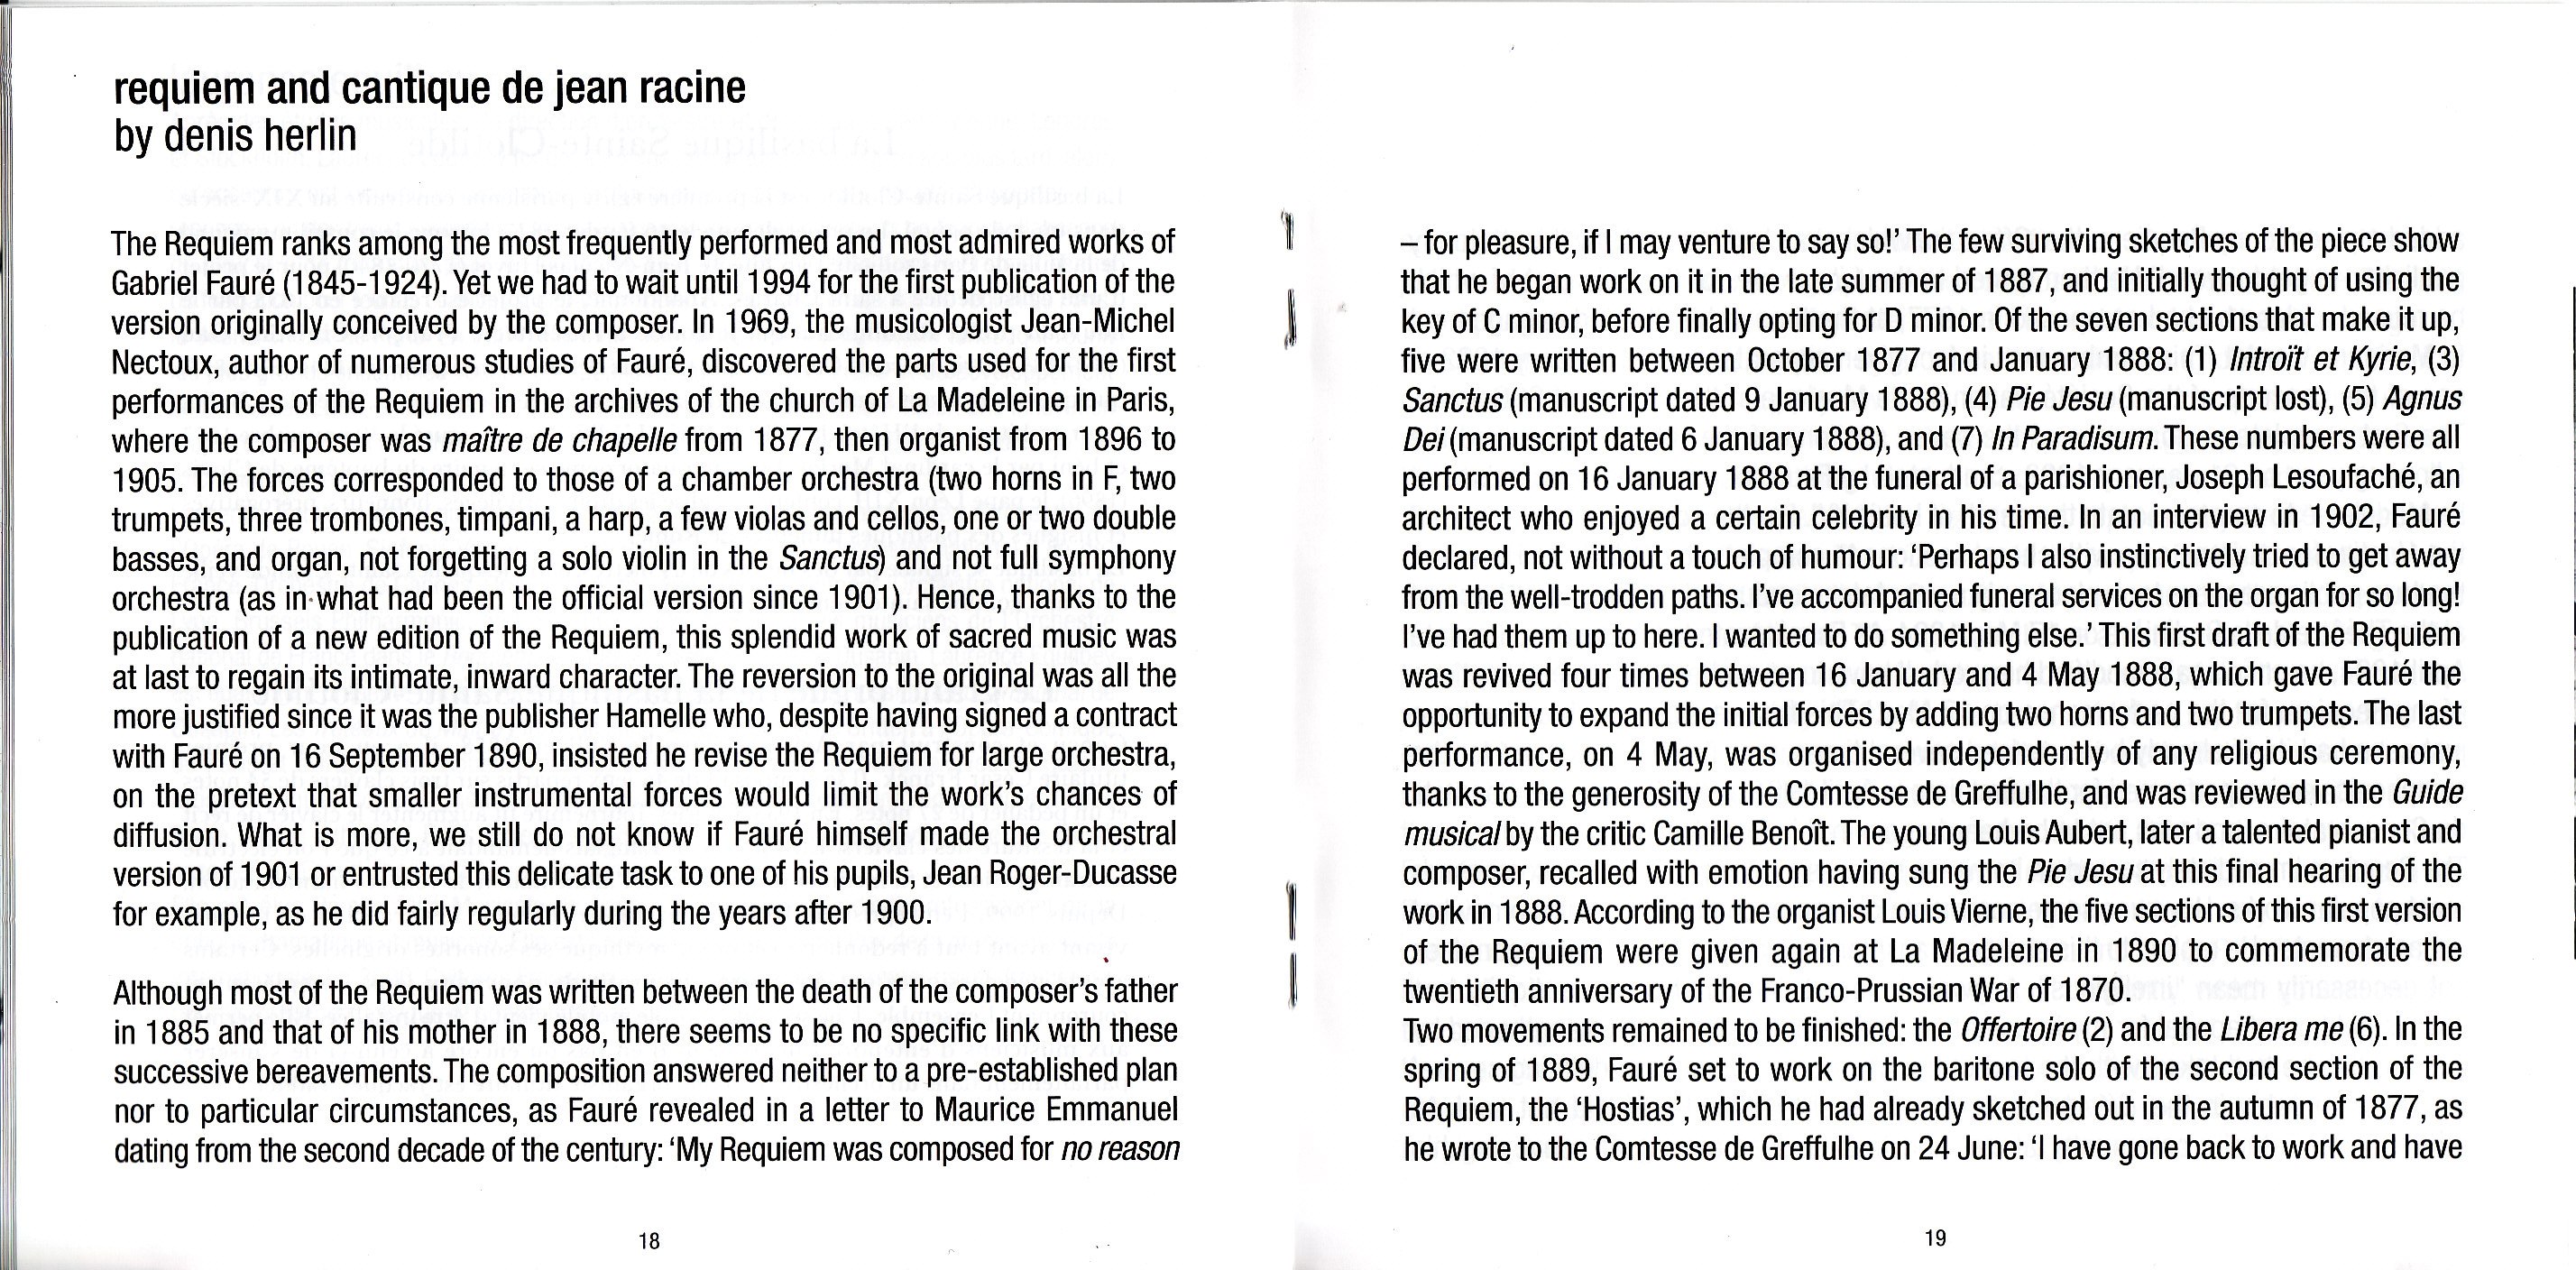 requiem and cantique de jean racine
by denis herlin
The Requiem ranks among the most frequently performed and most admired works of
Gabriel Fauré (1845-1924). Yet we had to wait until 1994 for the first publication of the
version originally conceived by the composer. In 1969, the musicologist Jean-Michel
Nectoux, author of numerous studies of Fauré, discovered the parts used for the first
performances of the Requiem in the archives of the church of La Madeleine in Paris,
where the composer was maître de chapelle from 1877, then organist from 1896 to
1905. The forces corresponded to those of a chamber orchestra (two horns in F, two
trumpets, three trombones, timpani, a harp, a few violas and cellos, one or two double
basses, and organ, not forgetting a solo violin in the Sanctus) and not full symphony
orchestra (as in what had been the official version since 1901). Hence, thanks to the
publication of a new edition of the Requiem, this splendid work of sacred music was
at last to regain its intimate, inward character. The reversion to the original was all the
more justified since it was the publisher Hamelle who, despite having signed a contract
with Fauré on 16 September 1890, insisted he revise the Requiem for large orchestra,
on the pretext that smaller instrumental forces would limit the work's chances of
diffusion. What is more, we still do not know if Fauré himself made the orchestral
version of 1901 or entrusted this delicate task to one of his pupils, Jean Roger-Ducasse
for example, as he did fairly regularly during the years after 1900.
Although most of the Requiem was written between the death of the composer's father
in 1885 and that of his mother in 1888, there seems to be no specific link with these
successive bereavements. The composition answered neither to a pre-established plan
nor to particular circumstances, as Fauré revealed in a letter to Maurice Emmanuel
dating from the second decade of the century: 'My Requiem was composed for no reason
18
– for pleasure, if I may venture to say so!' The few surviving sketches of the piece show
that he began work on it in the late summer of 1887, and initially thought of using the
key of C minor, before finally opting for D minor. Of the seven sections that make it up,
five were written between October 1877 and January 1888: (1) Introït et Kyrie, (3)
Sanctus (manuscript dated 9 January 1888), (4) Pie Jesu (manuscript lost), (5) Agnus
Dei (manuscript dated 6 January 1888), and (7) In Paradisum. These numbers were all
performed on 16 January 1888 at the funeral of a parishioner, Joseph Lesoufaché, an
architect who enjoyed a certain celebrity in his time. In an interview in 1902, Fauré
declared, not without a touch of humour: 'Perhaps I also instinctively tried to get away
from the well-trodden paths. I've accompanied funeral services on the organ for so long!
I've had them up to here. I wanted to do something else.' This first draft of the Requiem
was revived four times between 16 January and 4 May 1888, which gave Fauré the
opportunity to expand the initial forces by adding two horns and two trumpets. The last
performance, on 4 May, was organised independently of any religious ceremony,
thanks to the generosity of the Comtesse de Greffulhe, and was reviewed in the Guide
musical by the critic Camille Benoît. The young Louis Aubert, later a talented pianist and
composer, recalled with emotion having sung the Pie Jesu at this final hearing of the
work in 1888. According to the organist Louis Vierne, the five sections of this first version
of the Requiem were given again at La Madeleine in 1890 to commemorate the
twentieth anniversary of the Franco-Prussian War of 1870.
Two movements remained to be finished: the Offertoire (2) and the Libera me (6). In the
spring of 1889, Fauré set to work on the baritone solo of the second section of the
Requiem, the 'Hostias', which he had already sketched out in the autumn of 1877, as
he wrote to the Comtesse de Greffulhe on 24 June: 'I have gone back to work and have
19